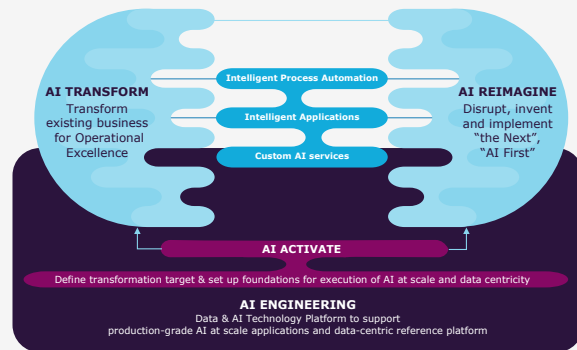 AI TRANSFORM
Transform
existing business
for Operational
Excellence
Intelligent Process Automation
Intelligent Applications
Custom AI services
AI REIMAGINE
Disrupt, invent
and implement
“the Next”,
“AI First”
AI ACTIVATE
Define transformation target & set up foundations for execution of AI at scale and data centricity
AI ENGINEERING
Data & AI Technology Platform to support
production-grade AI at scale applications and data-centric reference platform